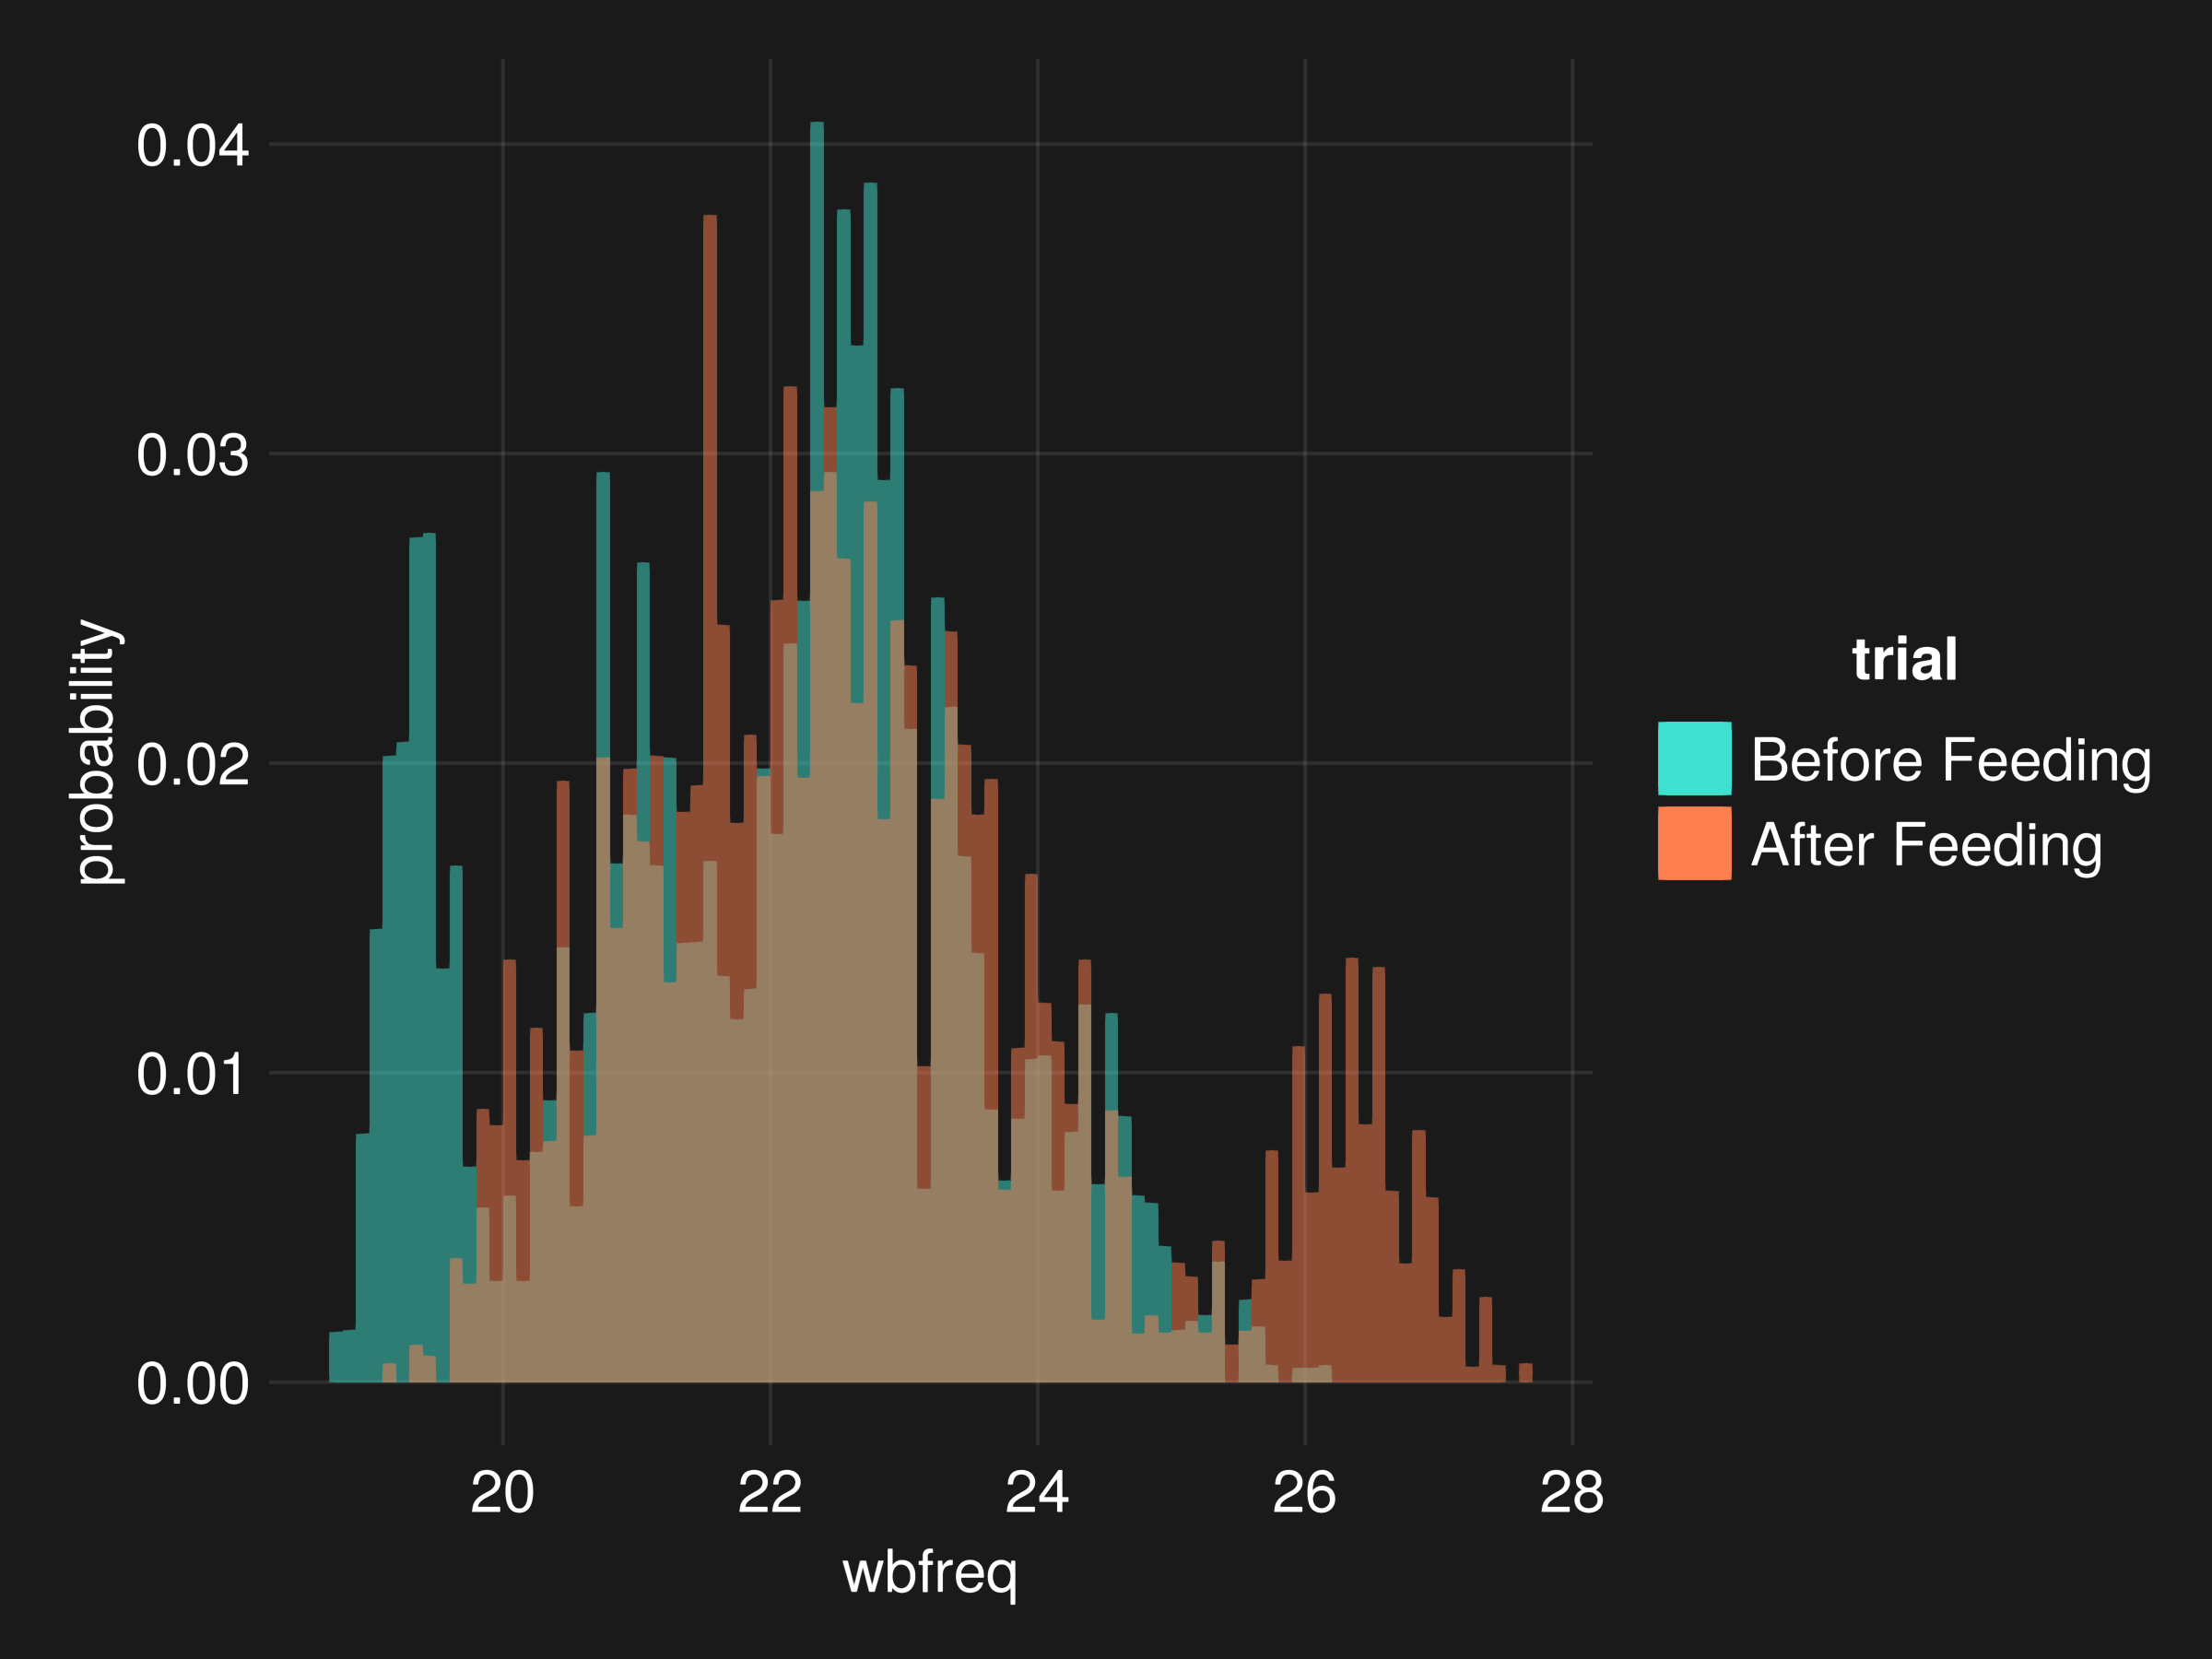 0.04
0.03
0.02
0.01
0.00
probability
20 22 24 26 28
wbfreq
trial
Before Feeding
After Feeding